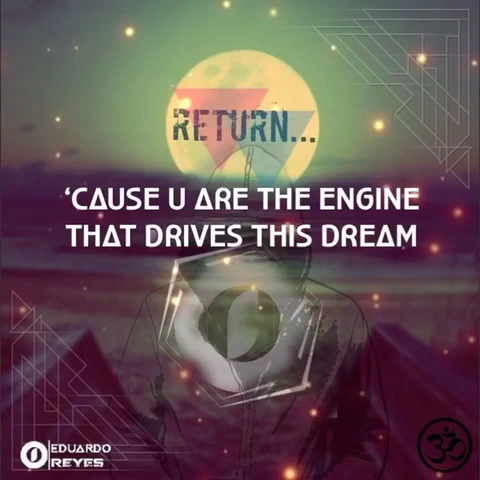 RETURN...
‘CAUSE U ARE THE ENGINE
THAT DRIVES THIS DREAM
EDUARDO
REYES
ॐ